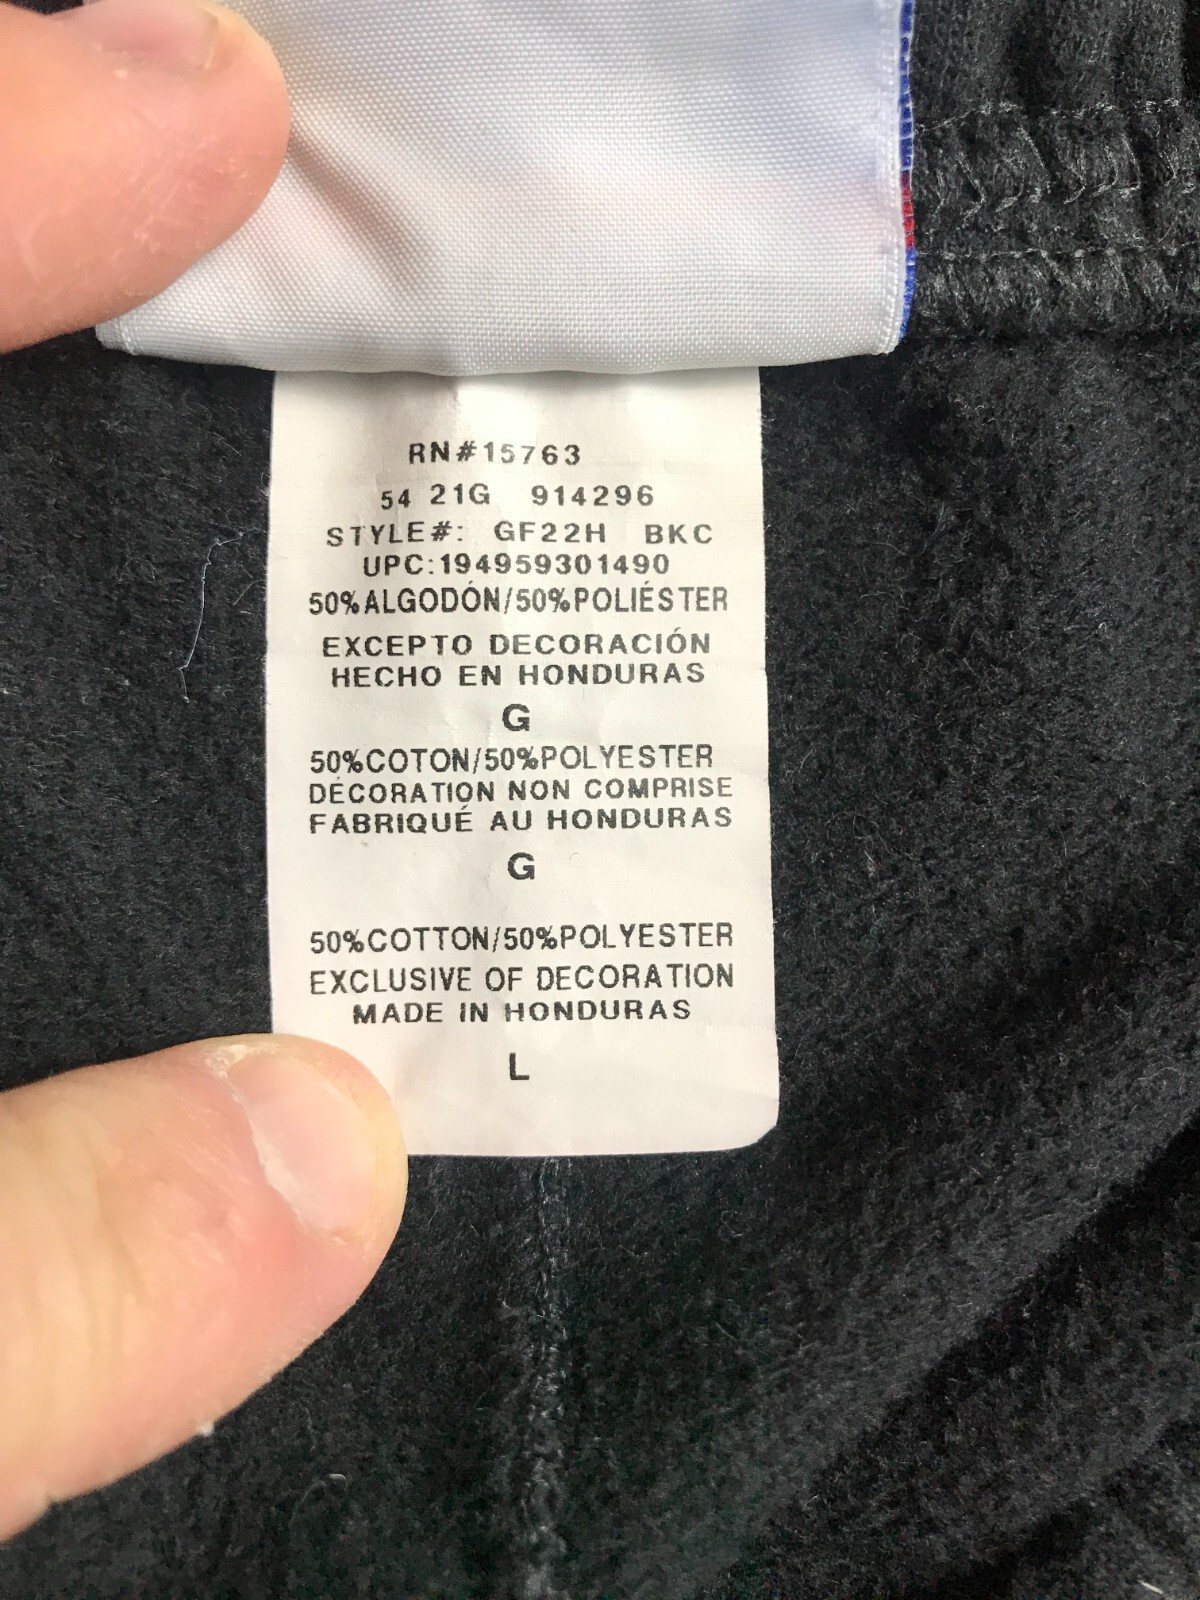 RN#15763
54 21G 914296
STYLE#: GF22H BKC
UPC:194959301490
50%ALGODÓN/50%POLIÉSTER
EXCEPTO DECORACIÓN
HECHO EN HONDURAS
G
50%COTON/50%POLYESTER
DÉCORATION NON COMPRISE
FABRIQUÉ AU HONDURAS
G
50%COTTON/50%POLYESTER
EXCLUSIVE OF DECORATION
MADE IN HONDURAS
L